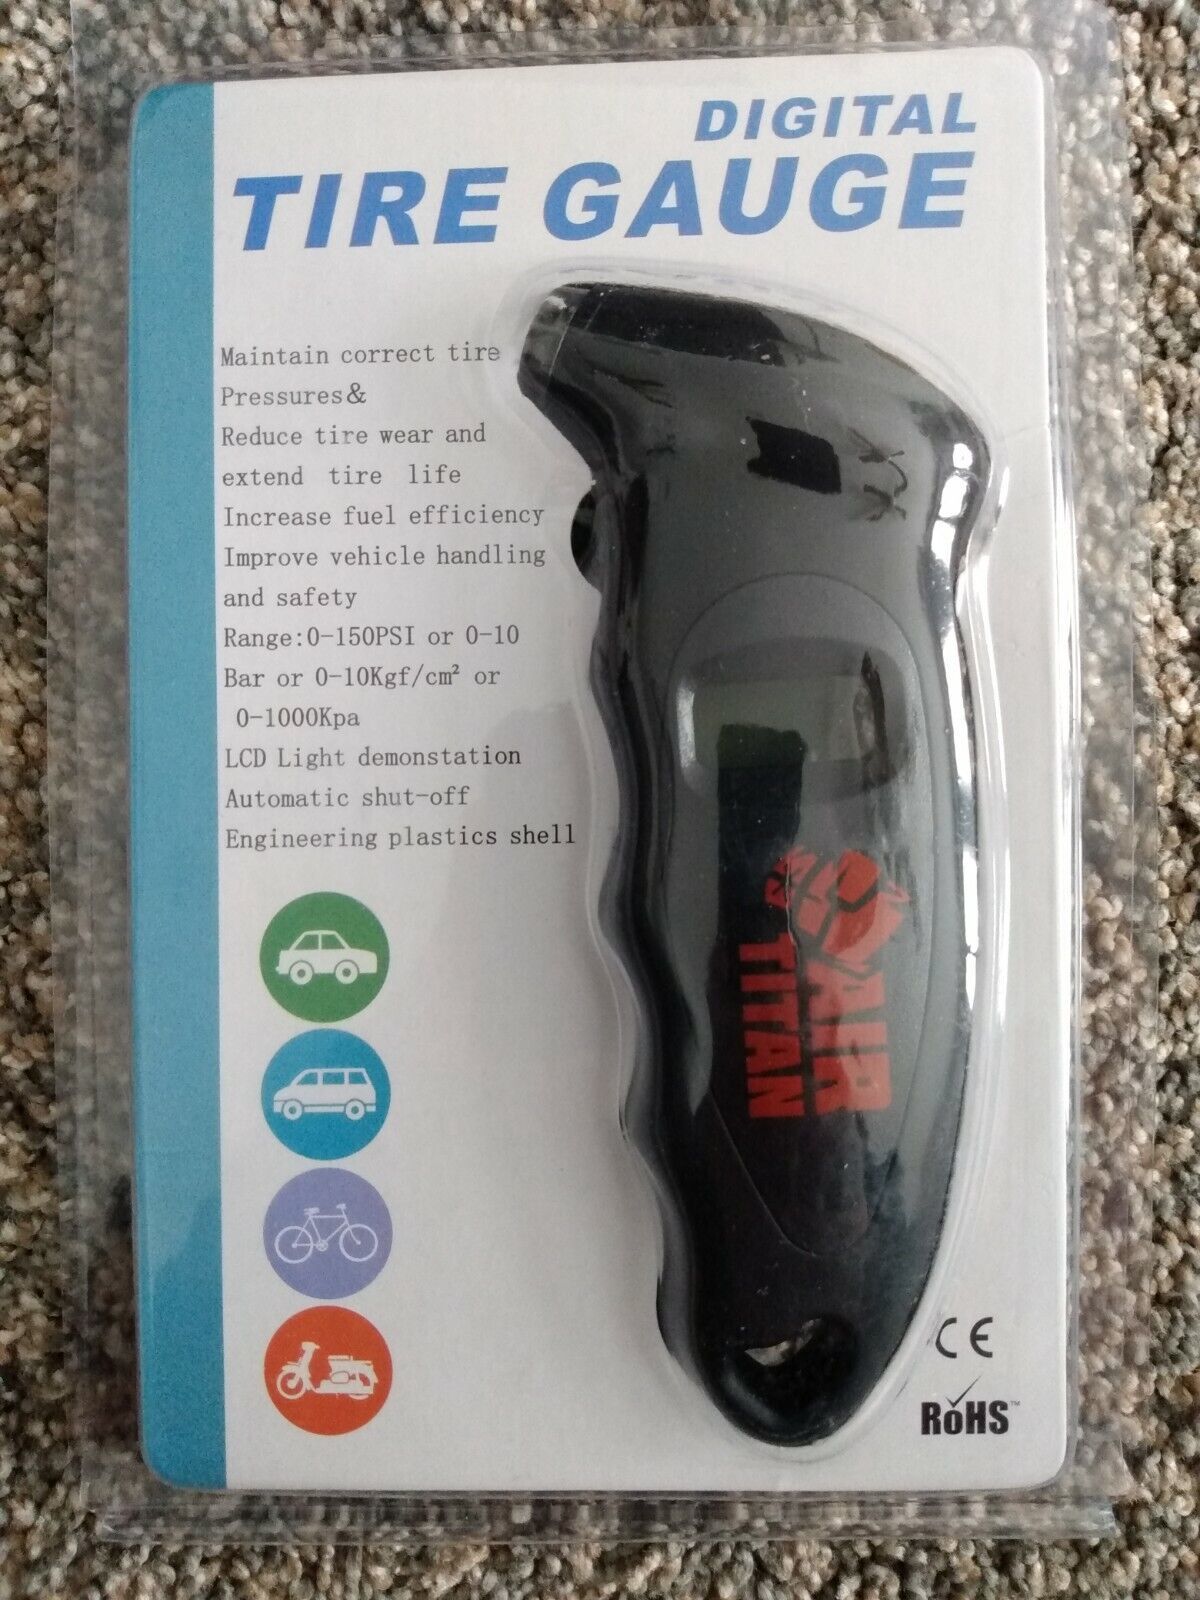 DIGITAL
TIRE GAUGE
Maintain correct tire
Pressures&
Reduce tire wear and
extend tire life
Increase fuel efficiency
Improve vehicle handling
and safety
Range:0-150PSI or 0-10
Bar or 0-10Kgf/cm² or
0-1000Kpa
LCD Light demonstation
Automatic shut-off
Engineering plastics shell
AIR
TITAN
CE
RoHS™